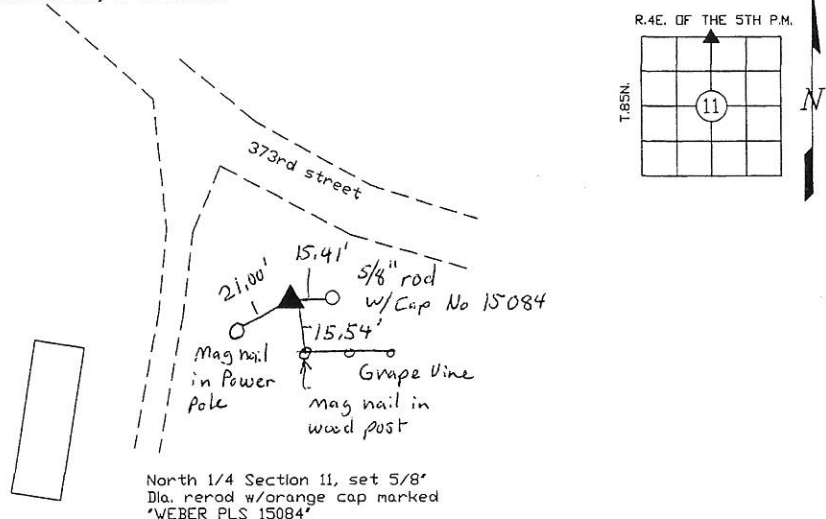 R.4E. OF THE 5TH P.M.
T.85N.
11
N
373rd street
15.41'
21.00'
5/8" rod
w/Cap No 15084
15.54'
Mag nail
in Power
Pole
Grape Vine
Mag nail in
wood post
North 1/4 Section 11, set 5/8"
Dia. rerod w/orange cap marked
"WEBER PLS 15084"